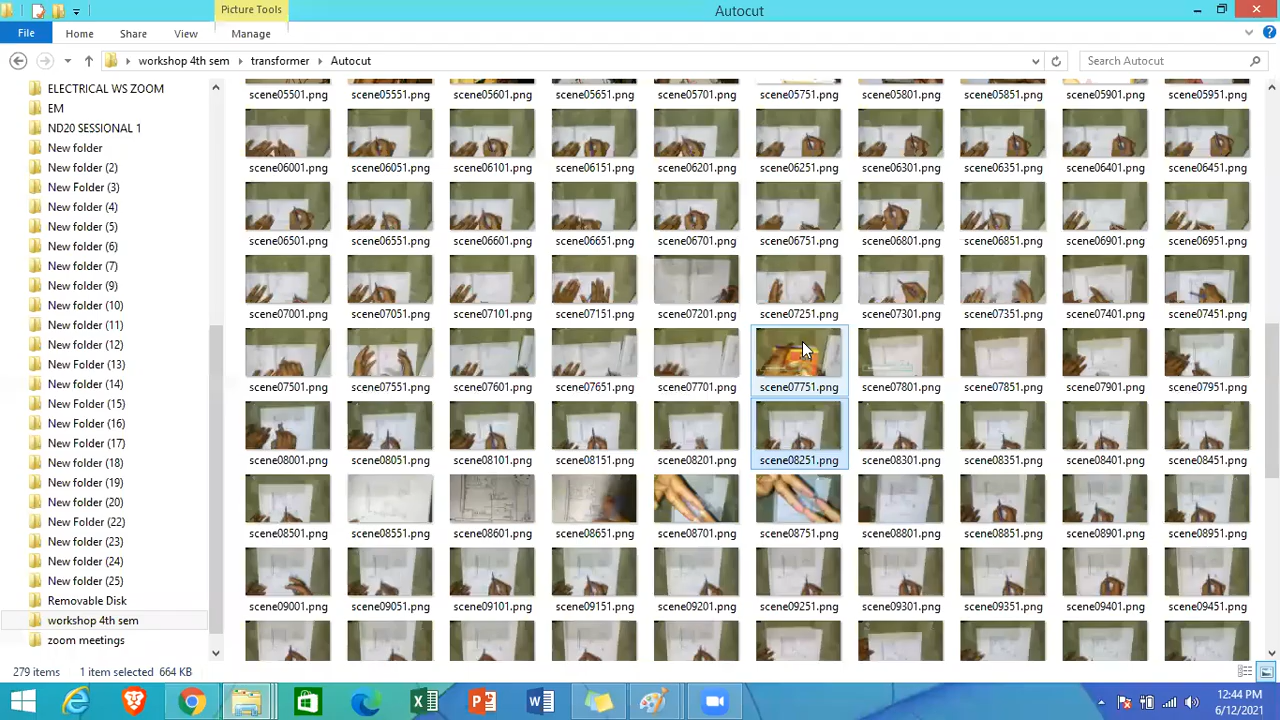 Picture Tools
Autocut
File
Home
Share
View
Manage
workshop 4th sem
transformer
Autocut
Search Autocut
ELECTRICAL WS ZOOM
EM
ND20 SESSIONAL 1
New folder
New folder (2)
New Folder (3)
New folder (4)
New folder (5)
New folder (6)
New folder (7)
New folder (9)
New folder (10)
New folder (11)
New folder (12)
New Folder (13)
New folder (14)
New Folder (15)
New Folder (16)
New Folder (17)
New folder (18)
New folder (19)
New folder (20)
New Folder (22)
New folder (23)
New folder (24)
New folder (25)
Removable Disk
workshop 4th sem
zoom meetings
scene05501.png scene05551.png scene05601.png scene05651.png scene05701.png scene05751.png scene05801.png scene05851.png scene05901.png scene05951.png
scene06001.png scene06051.png scene06101.png scene06151.png scene06201.png scene06251.png scene06301.png scene06351.png scene06401.png scene06451.png
scene06501.png scene06551.png scene06601.png scene06651.png scene06701.png scene06751.png scene06801.png scene06851.png scene06901.png scene06951.png
scene07001.png scene07051.png scene07101.png scene07151.png scene07201.png scene07251.png scene07301.png scene07351.png scene07401.png scene07451.png
scene07501.png scene07551.png scene07601.png scene07651.png scene07701.png scene07751.png scene07801.png scene07851.png scene07901.png scene07951.png
scene08001.png scene08051.png scene08101.png scene08151.png scene08201.png scene08251.png scene08301.png scene08351.png scene08401.png scene08451.png
scene08501.png scene08551.png scene08601.png scene08651.png scene08701.png scene08751.png scene08801.png scene08851.png scene08901.png scene08951.png
scene09001.png scene09051.png scene09101.png scene09151.png scene09201.png scene09251.png scene09301.png scene09351.png scene09401.png scene09451.png
279 items
1 item selected 664 KB
12:44 PM
6/12/2021